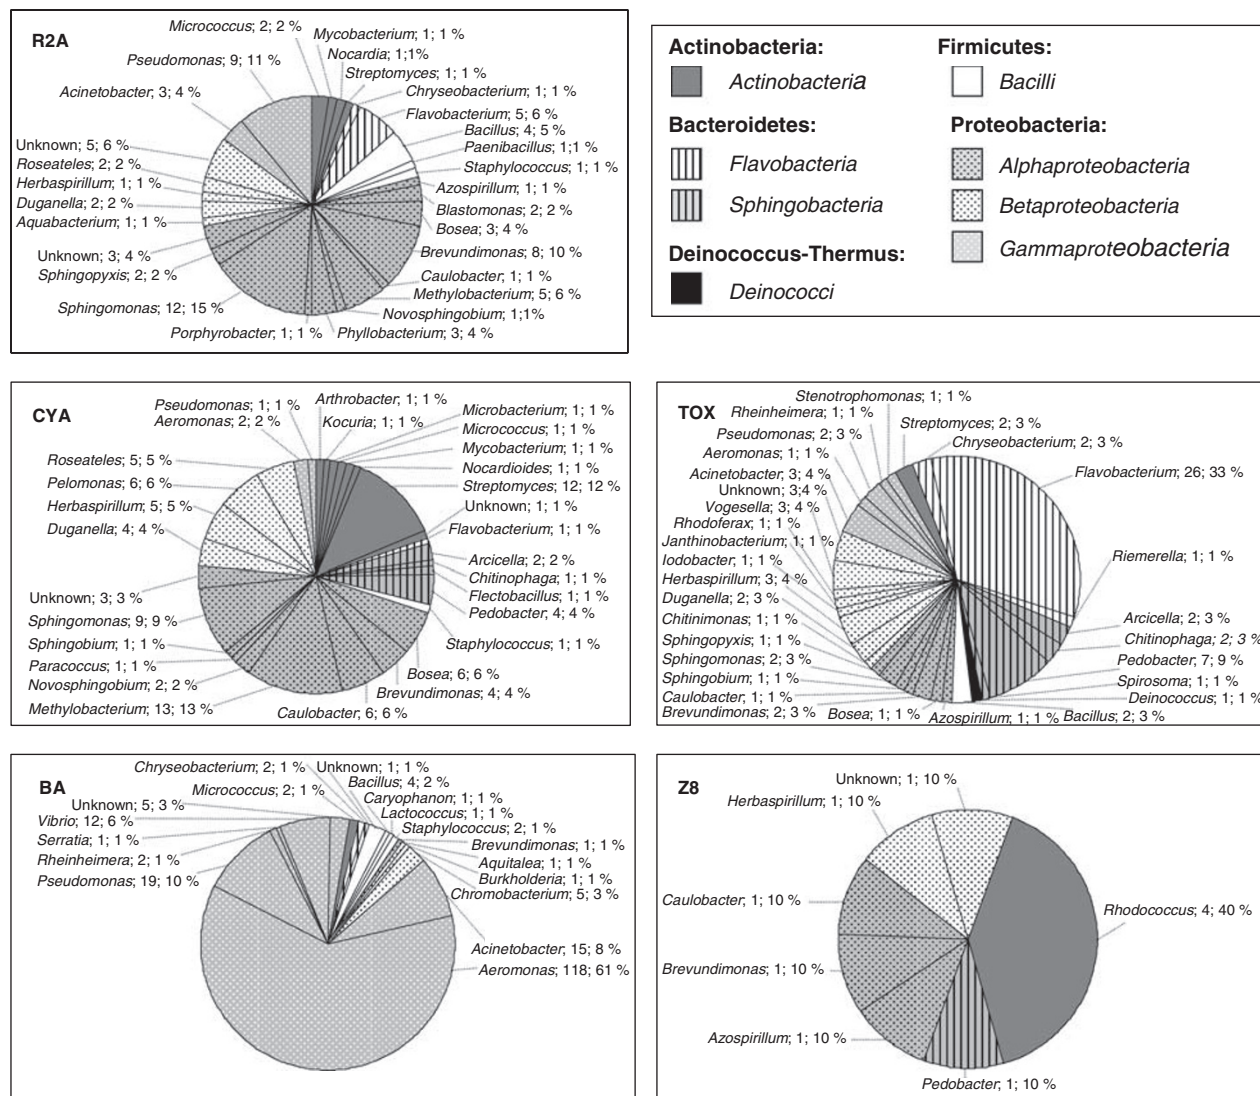 R2A
Micrococcus; 2; 2 %
Mycobacterium; 1; 1 %
Nocardia; 1;1%
Streptomyces; 1; 1 %
Chryseobacterium; 1; 1 %
Flavobacterium; 5; 6 %
Bacillus; 4; 5 %
Paenibacillus; 1;1 %
Staphylococcus; 1; 1 %
Azospirillum; 1; 1 %
Blastomonas; 2; 2 %
Bosea; 3; 4 %
Brevundimonas; 8; 10 %
Caulobacter; 1; 1 %
Methylobacterium; 5; 6 %
Novosphingobium; 1;1%
Phyllobacterium; 3; 4 %
Porphyrobacter; 1; 1 %
Sphingomonas; 12; 15 %
Sphingopyxis; 2; 2 %
Unknown; 3; 4 %
Aquabacterium; 1; 1 %
Duganella; 2; 2 %
Herbaspirillum; 1; 1 %
Roseateles; 2; 2 %
Unknown; 5; 6 %
Acinetobacter; 3; 4 %
Pseudomonas; 9; 11 %
Actinobacteria:
Actinobacteria
Bacteroidetes:
Flavobacteria
Sphingobacteria
Deinococcus-Thermus:
Deinococci
Firmicutes:
Bacilli
Proteobacteria:
Alphaproteobacteria
Betaproteobacteria
Gammaproteobacteria
CYA
Pseudomonas; 1; 1 %
Aeromonas; 2; 2 %
Arthrobacter; 1; 1 %
Kocuria; 1; 1 %
Microbacterium; 1; 1 %
Micrococcus; 1; 1 %
Mycobacterium; 1; 1 %
Nocardioides; 1; 1 %
Streptomyces; 12; 12 %
Unknown; 1; 1 %
Flavobacterium; 1; 1 %
Arcicella; 2; 2 %
Chitinophaga; 1; 1 %
Flectobacillus; 1; 1 %
Pedobacter; 4; 4 %
Staphylococcus; 1; 1 %
Bosea; 6; 6 %
Brevundimonas; 4; 4 %
Caulobacter; 6; 6 %
Methylobacterium; 13; 13 %
Novosphingobium; 2; 2 %
Paracoccus; 1; 1 %
Sphingobium; 1; 1 %
Sphingomonas; 9; 9 %
Unknown; 3; 3 %
Duganella; 4; 4 %
Herbaspirillum; 5; 5 %
Pelomonas; 6; 6 %
Roseateles; 5; 5 %
TOX
Stenotrophomonas; 1; 1 %
Rheinheimera; 1; 1 %
Pseudomonas; 2; 3 %
Aeromonas; 1; 1 %
Acinetobacter; 3; 4 %
Unknown; 3;4 %
Vogesella; 3; 4 %
Rhodoferax; 1; 1 %
Janthinobacterium; 1; 1 %
Iodobacter; 1; 1 %
Herbaspirillum; 3; 4 %
Duganella; 2; 3 %
Chitinimonas; 1; 1 %
Sphingopyxis; 1; 1 %
Sphingomonas; 2; 3 %
Sphingobium; 1; 1 %
Caulobacter; 1; 1 %
Brevundimonas; 2; 3 %
Bosea; 1; 1 %
Azospirillum; 1; 1 %
Bacillus; 2; 3 %
Deinococcus; 1; 1 %
Spirosoma; 1; 1 %
Pedobacter; 7; 9 %
Chitinophaga; 2; 3 %
Arcicella; 2; 3 %
Riemerella; 1; 1 %
Flavobacterium; 26; 33 %
Chryseobacterium; 2; 3 %
Streptomyces; 2; 3 %
BA
Chryseobacterium; 2; 1 %
Micrococcus; 2; 1 %
Unknown; 1; 1 %
Bacillus; 4; 2 %
Caryophanon; 1; 1 %
Lactococcus; 1; 1 %
Staphylococcus; 2; 1 %
Brevundimonas; 1; 1 %
Aquitalea; 1; 1 %
Burkholderia; 1; 1 %
Chromobacterium; 5; 3 %
Acinetobacter; 15; 8 %
Aeromonas; 118; 61 %
Pseudomonas; 19; 10 %
Rheinheimera; 2; 1 %
Serratia; 1; 1 %
Vibrio; 12; 6 %
Unknown; 5; 3 %
Z8
Unknown; 1; 10 %
Herbaspirillum; 1; 10 %
Caulobacter; 1; 10 %
Brevundimonas; 1; 10 %
Azospirillum; 1; 10 %
Pedobacter; 1; 10 %
Rhodococcus; 4; 40 %